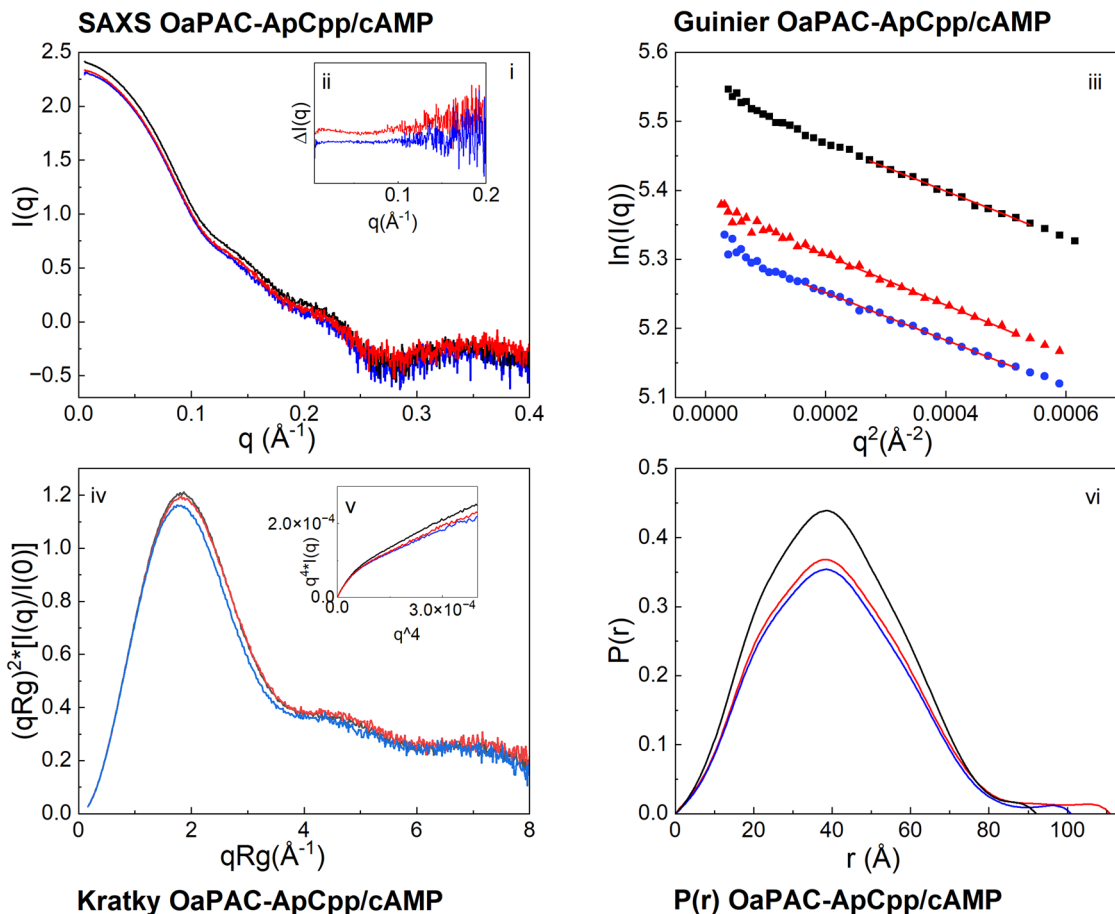 SAXS OaPAC-ApCpp/cAMP
i
I(q)
2.5
2.0
1.5
1.0
0.5
0.0
−0.5
0.0
0.1
0.2
0.3
0.4
q (Å⁻¹)
ii
ΔI(q)
0.1
0.2
q(Å⁻¹)
Guinier OaPAC-ApCpp/cAMP
iii
ln(I(q))
5.6
5.5
5.4
5.3
5.2
5.1
0.0000
0.0002
0.0004
0.0006
q²(Å⁻²)
iv
(qRg)²*[I(q)/I(0)]
1.2
1.0
0.8
0.6
0.4
0.2
0.0
0
2
4
6
8
qRg(Å⁻¹)
v
q⁴*I(q)
2.0×10⁻⁴
0.0
0.0
3.0×10⁻⁴
q^4
Kratky OaPAC-ApCpp/cAMP
vi
P(r)
0.5
0.4
0.3
0.2
0.1
0.0
0
20
40
60
80
100
r (Å)
P(r) OaPAC-ApCpp/cAMP